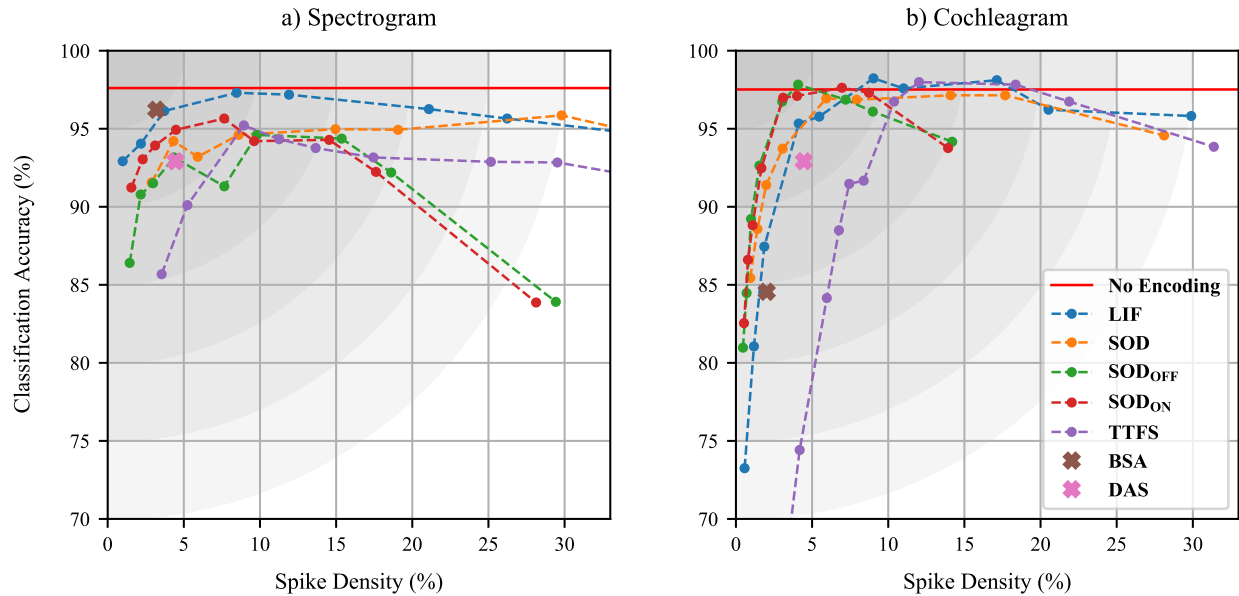 a) Spectrogram
b) Cochleagram
Classification Accuracy (%)
100
95
90
85
80
75
70
0 5 10 15 20 25 30
Spike Density (%)
100
95
90
85
80
75
70
0 5 10 15 20 25 30
Spike Density (%)
No Encoding
LIF
SOD
SOD_OFF
SOD_ON
TTFS
BSA
DAS